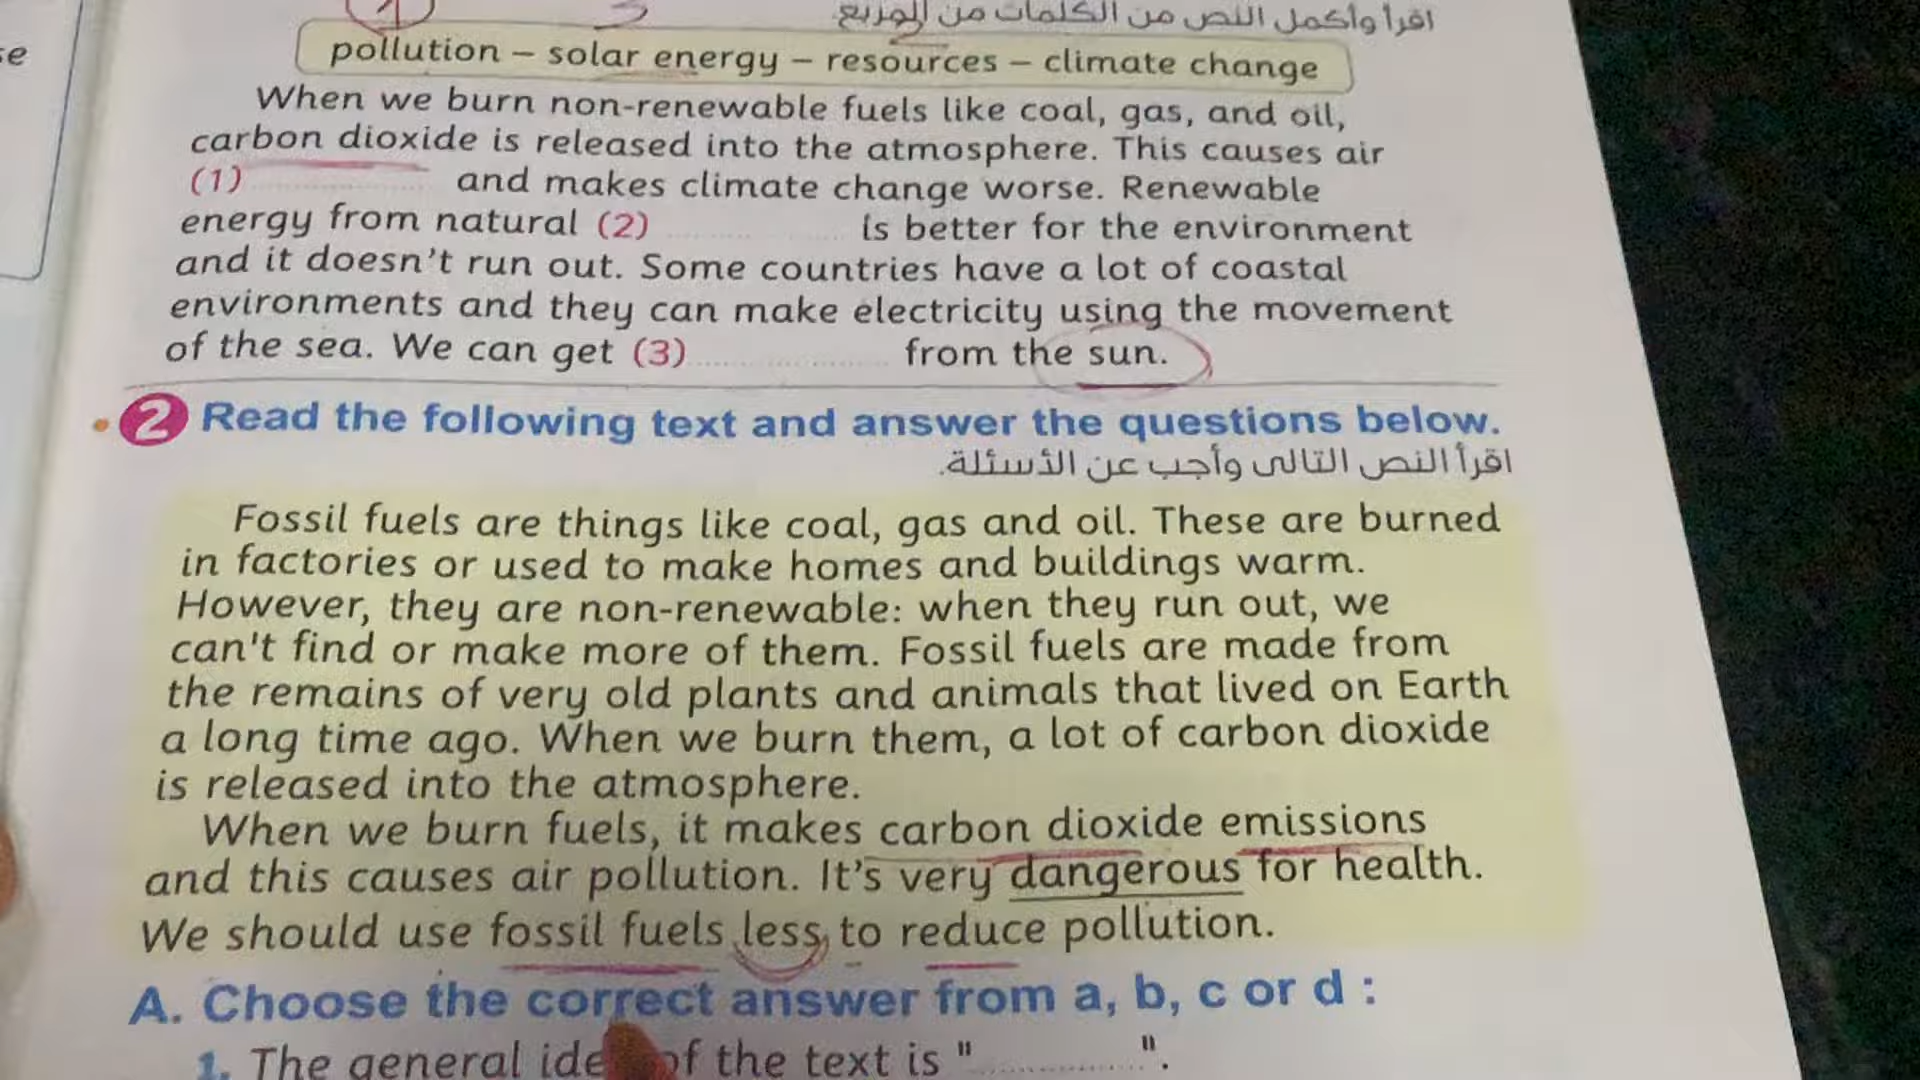 اقرأ وأكمل النص من الكلمات من المربع
pollution – solar energy – resources – climate change
When we burn non-renewable fuels like coal, gas, and oil,
carbon dioxide is released into the atmosphere. This causes air
(1) .................... and makes climate change worse. Renewable
energy from natural (2) .................... is better for the environment
and it doesn't run out. Some countries have a lot of coastal
environments and they can make electricity using the movement
of the sea. We can get (3) .................... from the sun.
2 Read the following text and answer the questions below.
اقرأ النص التالى وأجب عن الأسئلة.
Fossil fuels are things like coal, gas and oil. These are burned
in factories or used to make homes and buildings warm.
However, they are non-renewable: when they run out, we
can't find or make more of them. Fossil fuels are made from
the remains of very old plants and animals that lived on Earth
a long time ago. When we burn them, a lot of carbon dioxide
is released into the atmosphere.
When we burn fuels, it makes carbon dioxide emissions
and this causes air pollution. It's very dangerous for health.
We should use fossil fuels less, to reduce pollution.
A. Choose the correct answer from a, b, c or d :
1. The general of the text is "...............".